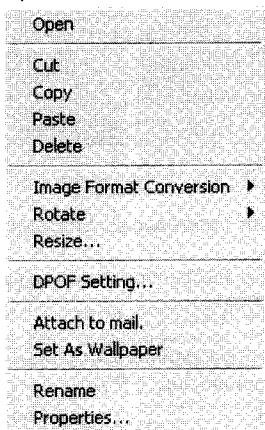 Open
Cut
Copy
Paste
Delete
Image Format Conversion
Rotate
Resize...
DPOF Setting...
Attach to mail.
Set As Wallpaper
Rename
Properties...